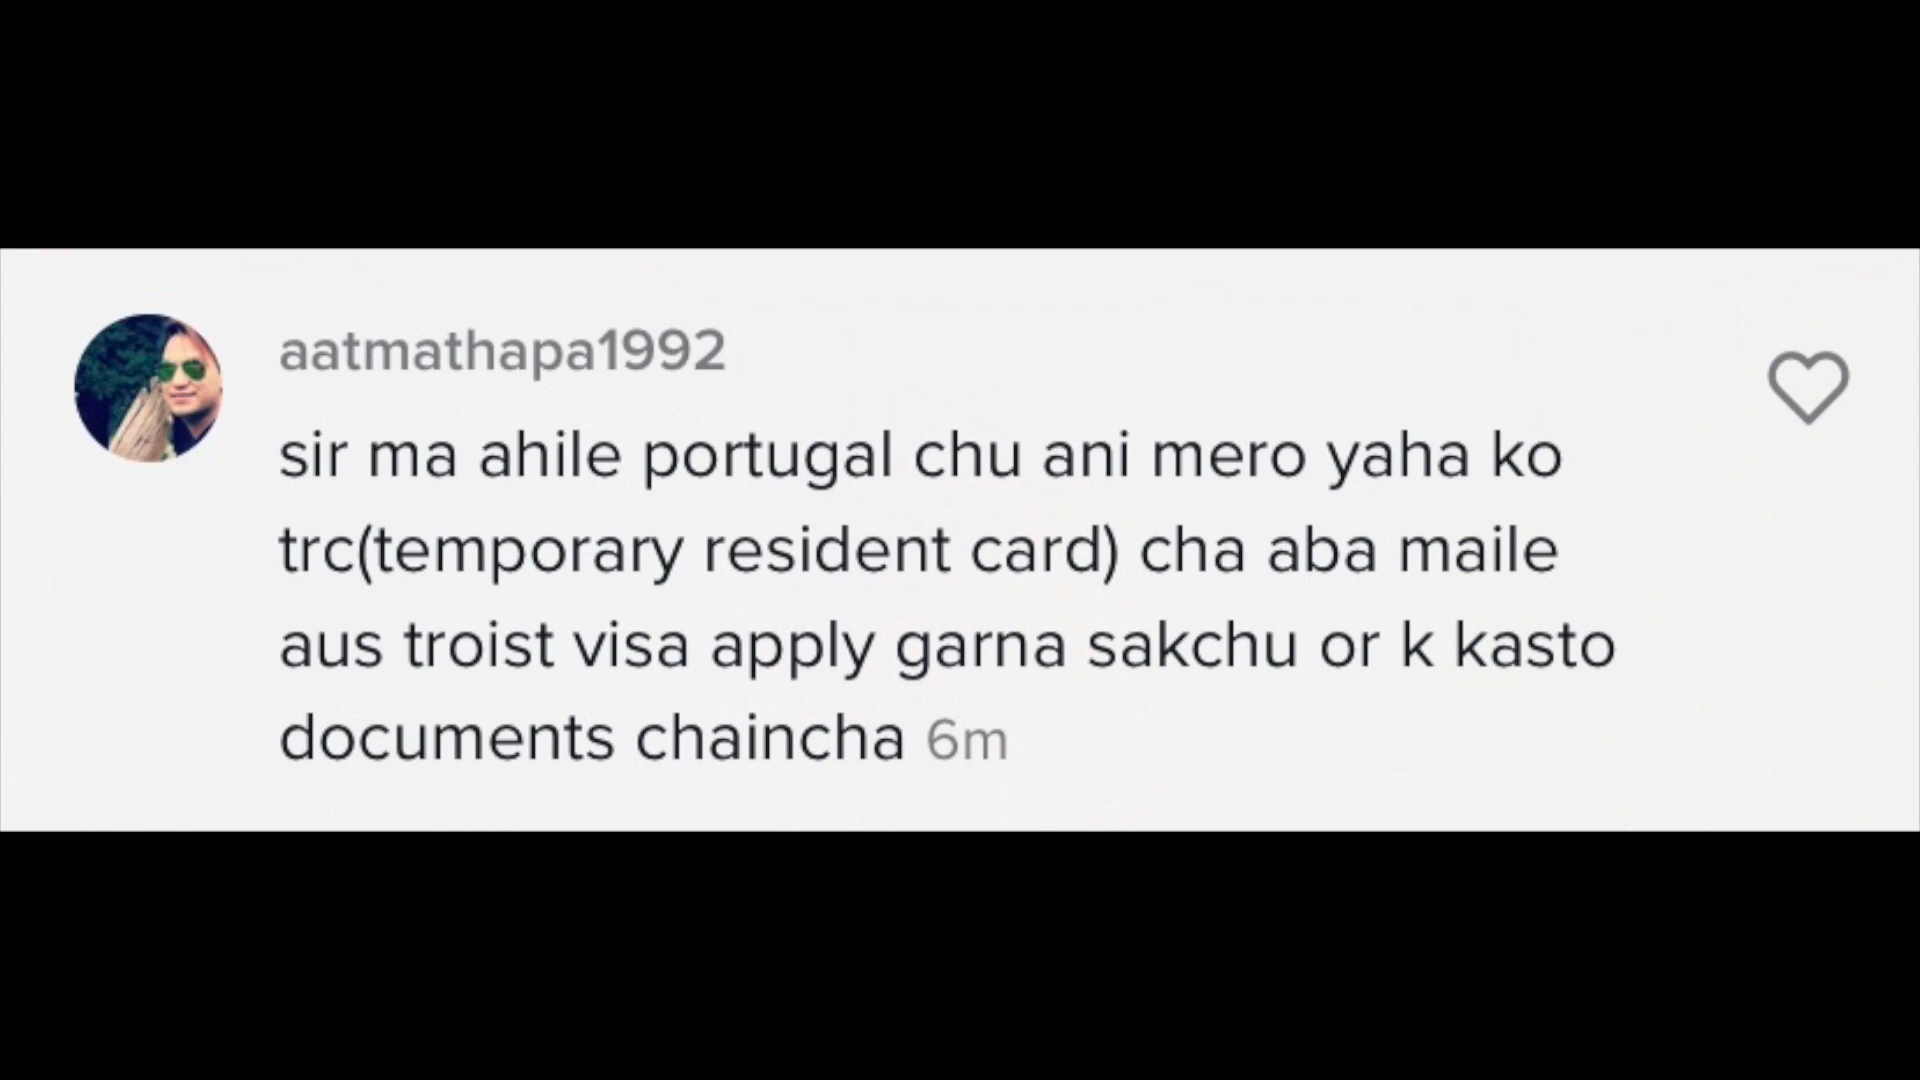 aatmathapa1992
sir ma ahile portugal chu ani mero yaha ko
trc(temporary resident card) cha aba maile
aus troist visa apply garna sakchu or k kasto
documents chaincha 6m